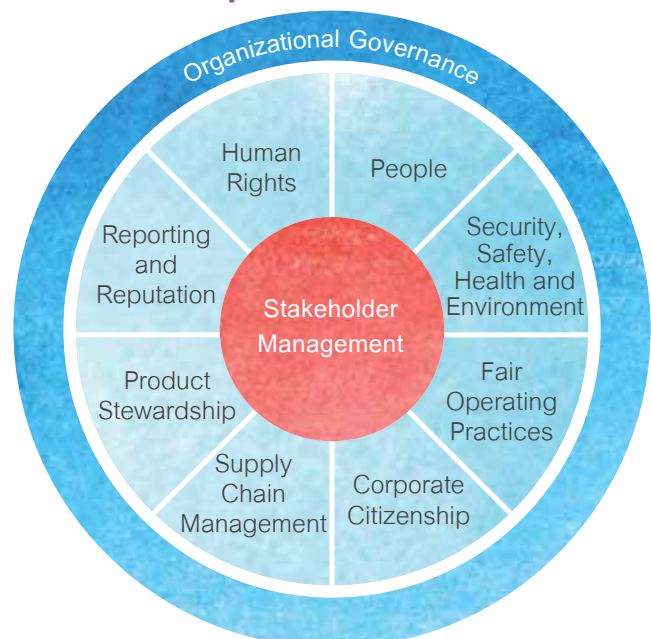 Organizational Governance
Human
Rights
People
Security,
Safety,
Health and
Environment
Fair
Operating
Practices
Corporate
Citizenship
Supply
Chain
Management
Product
Stewardship
Reporting
and
Reputation
Stakeholder
Management